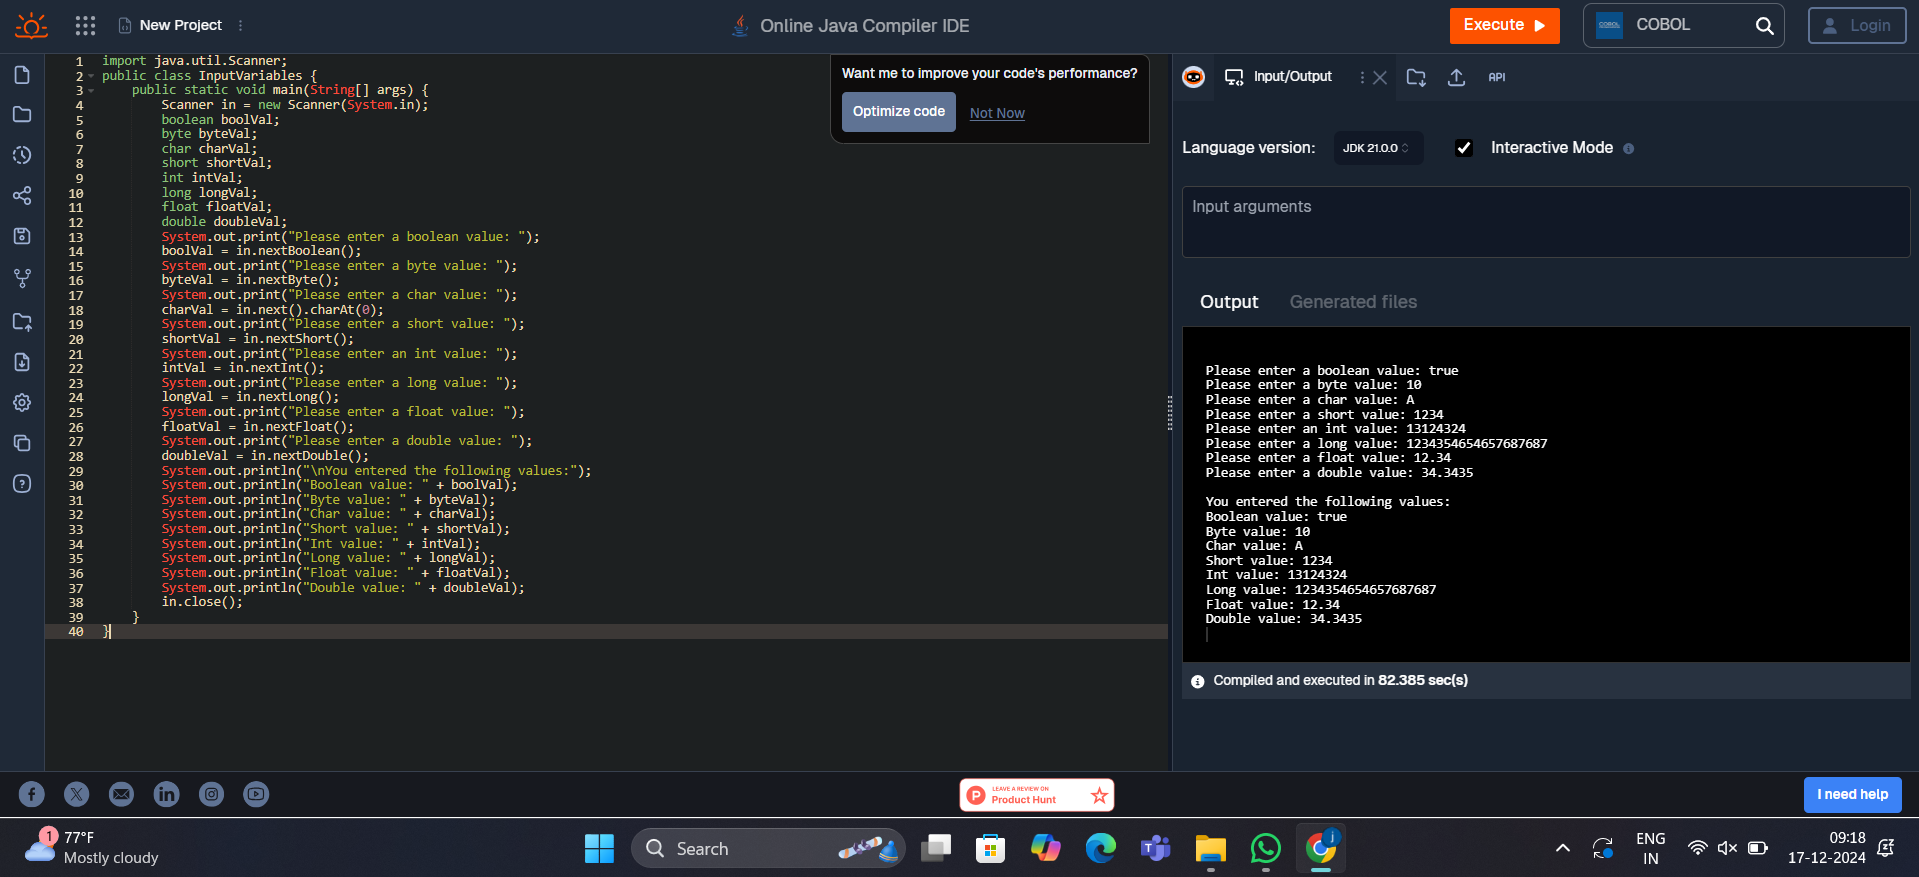 New Project
Online Java Compiler IDE
Execute
COBOL
Login
1 import java.util.Scanner;
2 public class InputVariables {
3     public static void main(String[] args) {
4         Scanner in = new Scanner(System.in);
5         boolean boolVal;
6         byte byteVal;
7         char charVal;
8         short shortVal;
9         int intVal;
10         long longVal;
11         float floatVal;
12         double doubleVal;
13         System.out.print("Please enter a boolean value: ");
14         boolVal = in.nextBoolean();
15         System.out.print("Please enter a byte value: ");
16         byteVal = in.nextByte();
17         System.out.print("Please enter a char value: ");
18         charVal = in.next().charAt(0);
19         System.out.print("Please enter a short value: ");
20         shortVal = in.nextShort();
21         System.out.print("Please enter an int value: ");
22         intVal = in.nextInt();
23         System.out.print("Please enter a long value: ");
24         longVal = in.nextLong();
25         System.out.print("Please enter a float value: ");
26         floatVal = in.nextFloat();
27         System.out.print("Please enter a double value: ");
28         doubleVal = in.nextDouble();
29         System.out.println("\nYou entered the following values:");
30         System.out.println("Boolean value: " + boolVal);
31         System.out.println("Byte value: " + byteVal);
32         System.out.println("Char value: " + charVal);
33         System.out.println("Short value: " + shortVal);
34         System.out.println("Int value: " + intVal);
35         System.out.println("Long value: " + longVal);
36         System.out.println("Float value: " + floatVal);
37         System.out.println("Double value: " + doubleVal);
38         in.close();
39     }
40 }
Want me to improve your code's performance?
Optimize code Not Now
Input/Output
API
Language version: JDK 21.0.0 Interactive Mode
Input arguments
Output Generated files
Please enter a boolean value: true
Please enter a byte value: 10
Please enter a char value: A
Please enter a short value: 1234
Please enter an int value: 13124324
Please enter a long value: 1234354654657687687
Please enter a float value: 12.34
Please enter a double value: 34.3435
You entered the following values:
Boolean value: true
Byte value: 10
Char value: A
Short value: 1234
Int value: 13124324
Long value: 1234354654657687687
Float value: 12.34
Double value: 34.3435
Compiled and executed in 82.385 sec(s)
LEAVE A REVIEW ON
Product Hunt
I need help
1
77°F
Mostly cloudy
Search
ENG
IN
09:18
17-12-2024